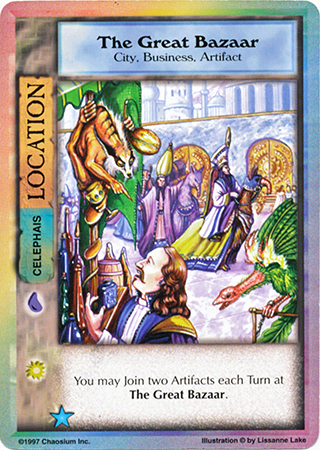 The Great Bazaar
City, Business, Artifact
LOCATION
CELEPHAIS
You may Join two Artifacts each Turn at
The Great Bazaar.
©1997 Chaosium Inc.
Illustration © by Lissanne Lake